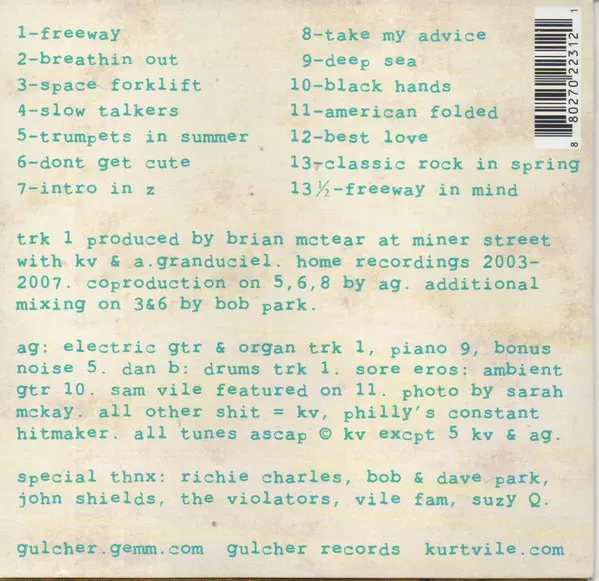 1-freeway
2-breathin out
3-space forklift
4-slow talkers
5-trumpets in summer
6-dont get cute
7-intro in z
8-take my advice
9-deep sea
10-black hands
11-american folded
12-best love
13-classic rock in spring
13½-freeway in mind
8 80270 22312 1
trk 1 produced by brian mctear at miner street
with kv & a.granduciel. home recordings 2003-
2007. coproduction on 5,6,8 by ag. additional
mixing on 3&6 by bob park.
ag: electric gtr & organ trk 1, piano 9, bonus
noise 5. dan b: drums trk 1. sore eros: ambient
gtr 10. sam vile featured on 11. photo by sarah
mckay. all other shit = kv, philly's constant
hitmaker. all tunes ascap © kv excpt 5 kv & ag.
special thnx: richie charles, bob & dave park,
john shields, the violators, vile fam, suzy Q.
gulcher.gemm.com gulcher records kurtvile.com